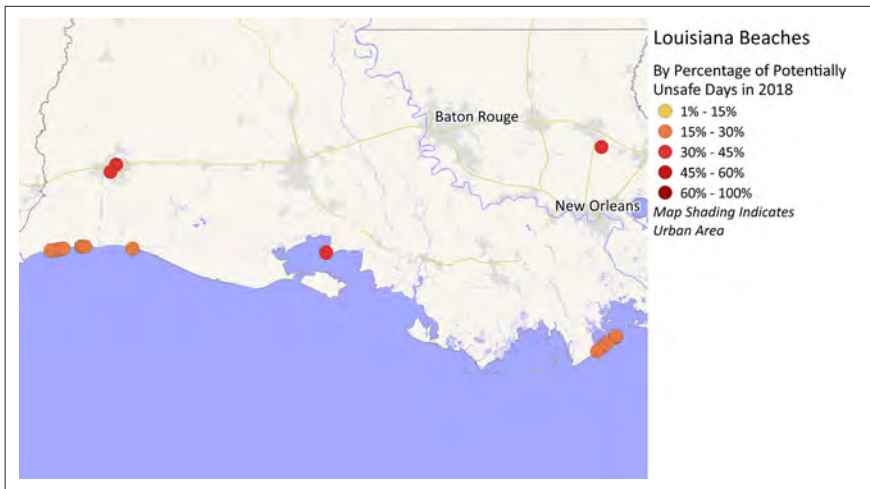 Louisiana Beaches
By Percentage of Potentially
Unsafe Days in 2018
1% - 15%
15% - 30%
30% - 45%
45% - 60%
60% - 100%
Map Shading Indicates
Urban Area
Baton Rouge
New Orleans